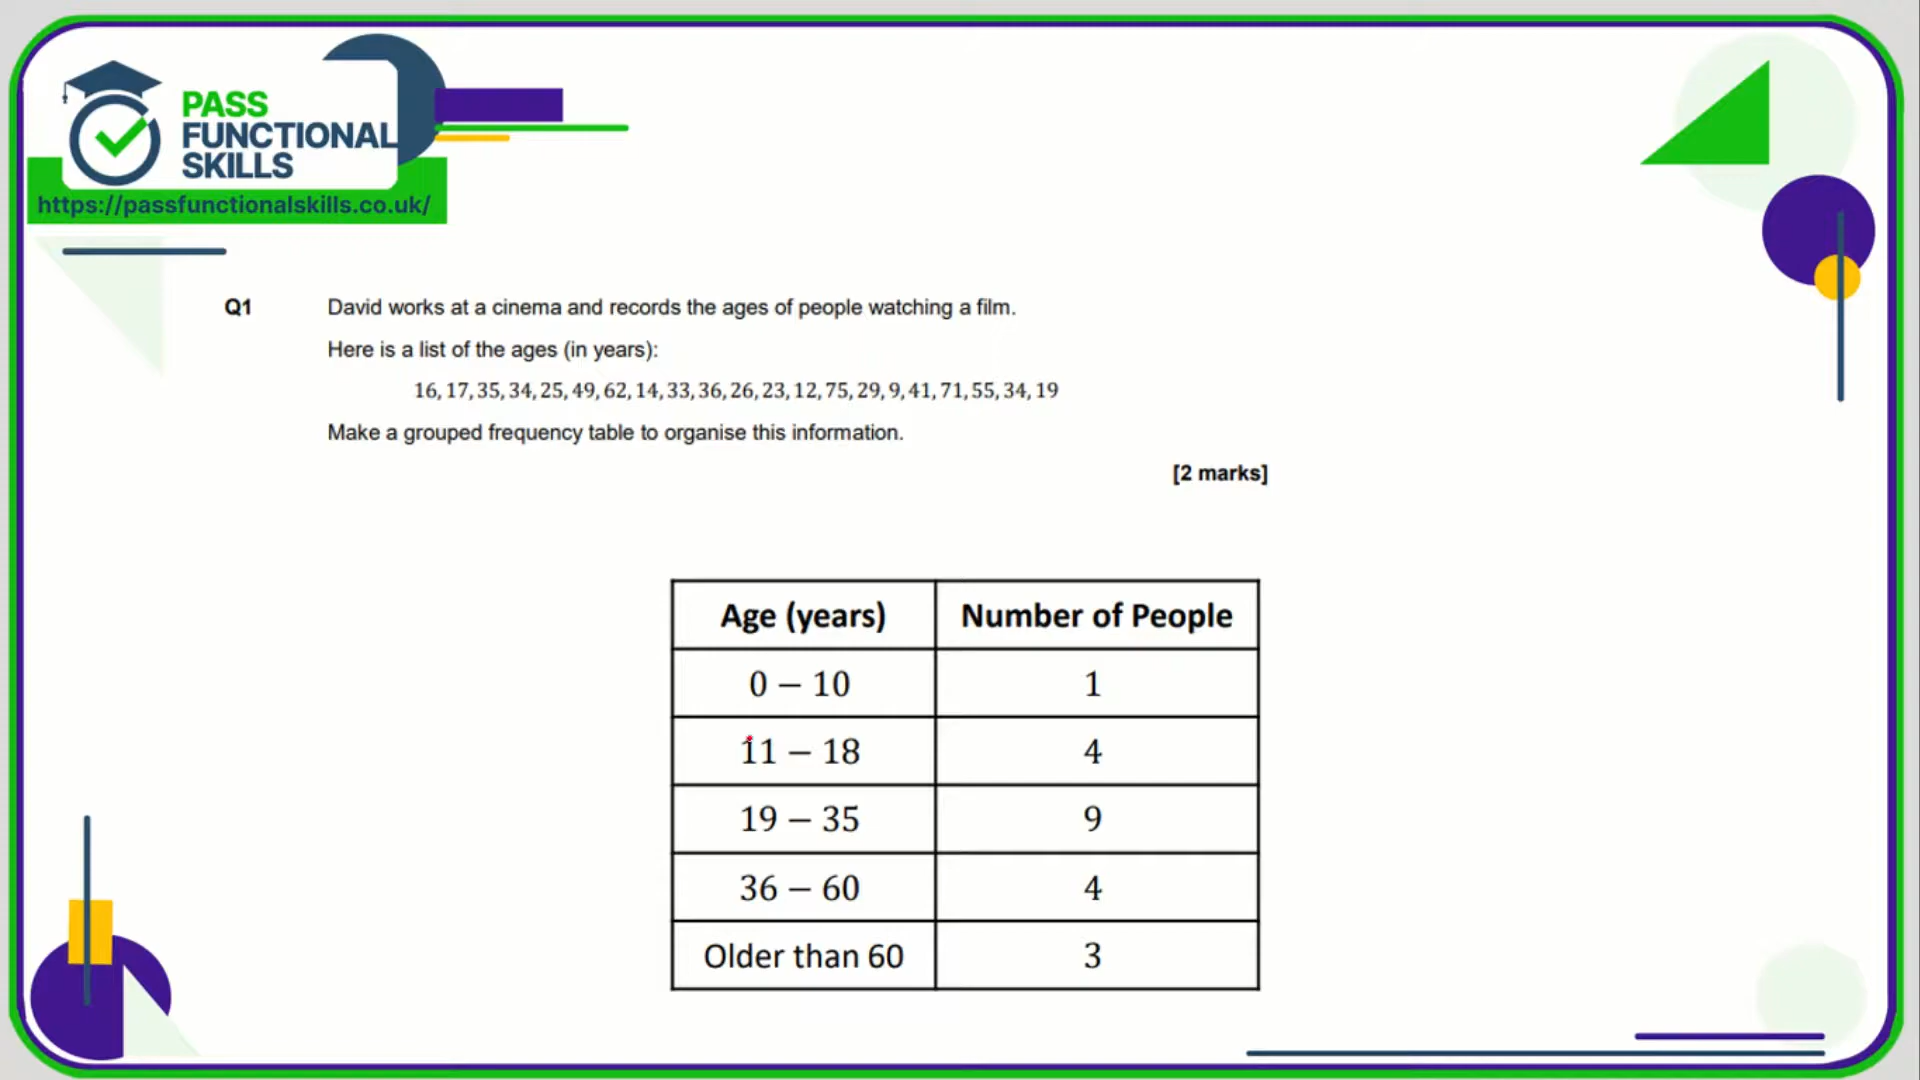 PASS
FUNCTIONAL
SKILLS
https://passfunctionalskills.co.uk/
Q1 David works at a cinema and records the ages of people watching a film.
Here is a list of the ages (in years):
16, 17, 35, 34, 25, 49, 62, 14, 33, 36, 26, 23, 12, 75, 29, 9, 41, 71, 55, 34, 19
Make a grouped frequency table to organise this information.
[2 marks]
Age (years) Number of People
0 – 10 1
11 – 18 4
19 – 35 9
36 – 60 4
Older than 60 3